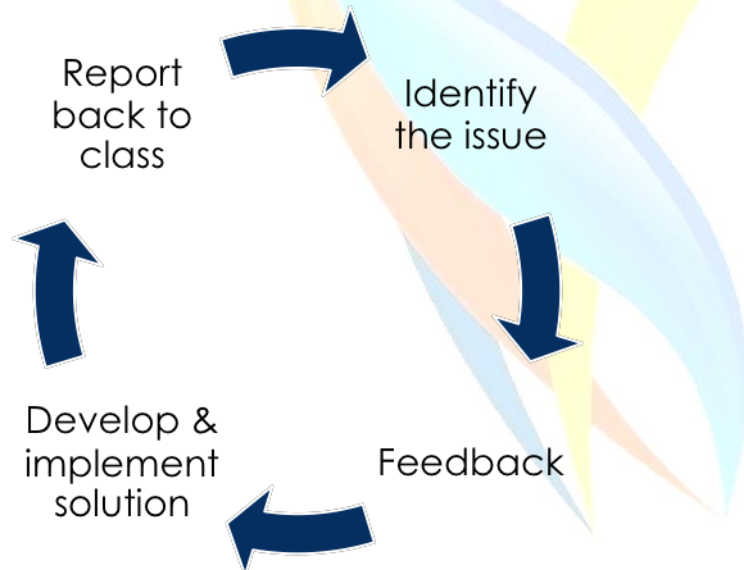 Report
back to
class
Identify
the issue
Feedback
Develop &
implement
solution